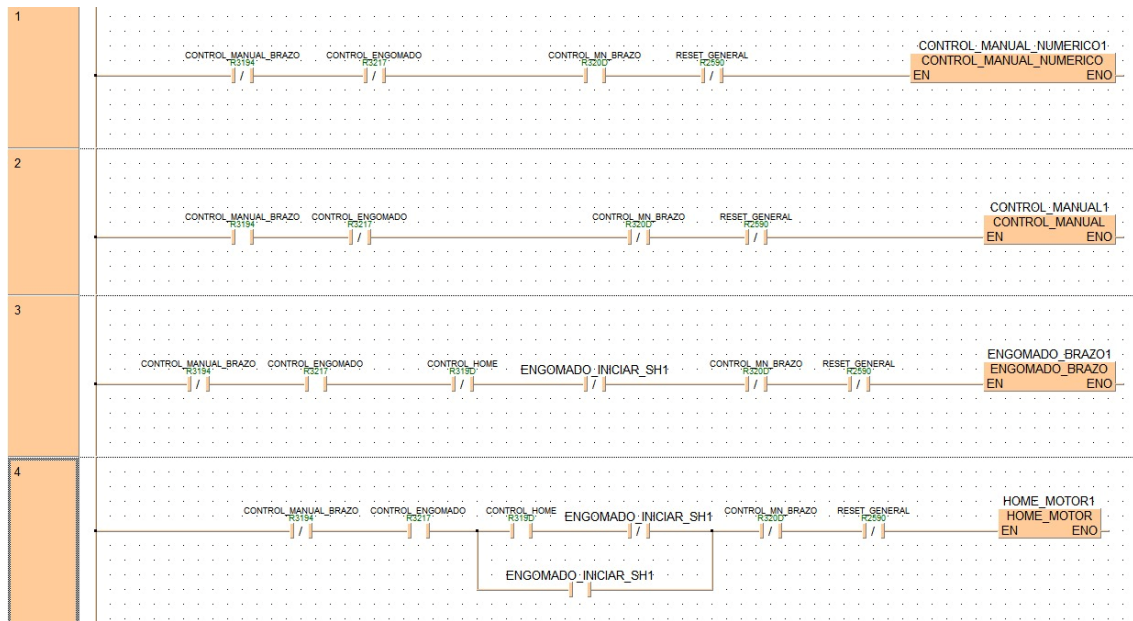 1
CONTROL_MANUAL_NUMERICO1
CONTROL_MANUAL_BRAZO CONTROL_ENGOMADO CONTROL_MN_BRAZO RESET_GENERAL CONTROL_MANUAL_NUMERICO
R3194 R3217 R320D R2590
EN ENO
2
CONTROL_MANUAL1
CONTROL_MANUAL_BRAZO CONTROL_ENGOMADO CONTROL_MN_BRAZO RESET_GENERAL CONTROL_MANUAL
R3194 R3217 R320D R2590
EN ENO
3
ENGOMADO_BRAZO1
CONTROL_MANUAL_BRAZO CONTROL_ENGOMADO CONTROL_HOME ENGOMADO_INICIAR_SH1 CONTROL_MN_BRAZO RESET_GENERAL ENGOMADO_BRAZO
R3194 R3217 R319D R320D R2590
EN ENO
4
HOME_MOTOR1
CONTROL_MANUAL_BRAZO CONTROL_ENGOMADO CONTROL_HOME ENGOMADO_INICIAR_SH1 CONTROL_MN_BRAZO RESET_GENERAL HOME_MOTOR
R3194 R3217 R319D R320D R2590
EN ENO
ENGOMADO_INICIAR_SH1